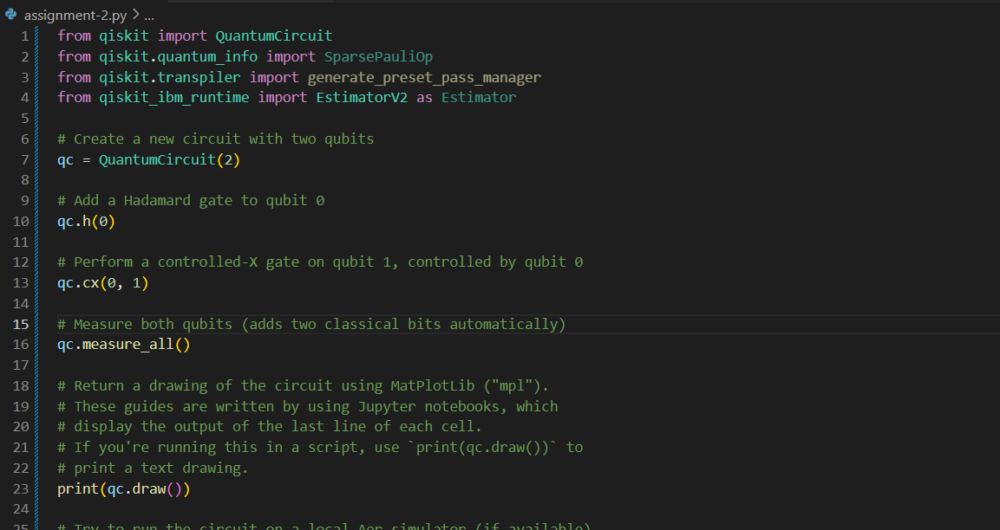 assignment-2.py > ...
1 from qiskit import QuantumCircuit
2 from qiskit.quantum_info import SparsePauliOp
3 from qiskit.transpiler import generate_preset_pass_manager
4 from qiskit_ibm_runtime import EstimatorV2 as Estimator
5
6 # Create a new circuit with two qubits
7 qc = QuantumCircuit(2)
8
9 # Add a Hadamard gate to qubit 0
10 qc.h(0)
11
12 # Perform a controlled-X gate on qubit 1, controlled by qubit 0
13 qc.cx(0, 1)
14
15 # Measure both qubits (adds two classical bits automatically)
16 qc.measure_all()
17
18 # Return a drawing of the circuit using MatPlotLib ("mpl").
19 # These guides are written by using Jupyter notebooks, which
20 # display the output of the last line of each cell.
21 # If you're running this in a script, use `print(qc.draw())` to
22 # print a text drawing.
23 print(qc.draw())
24
25 # Try to run the circuit on a local Aer simulator (if available)